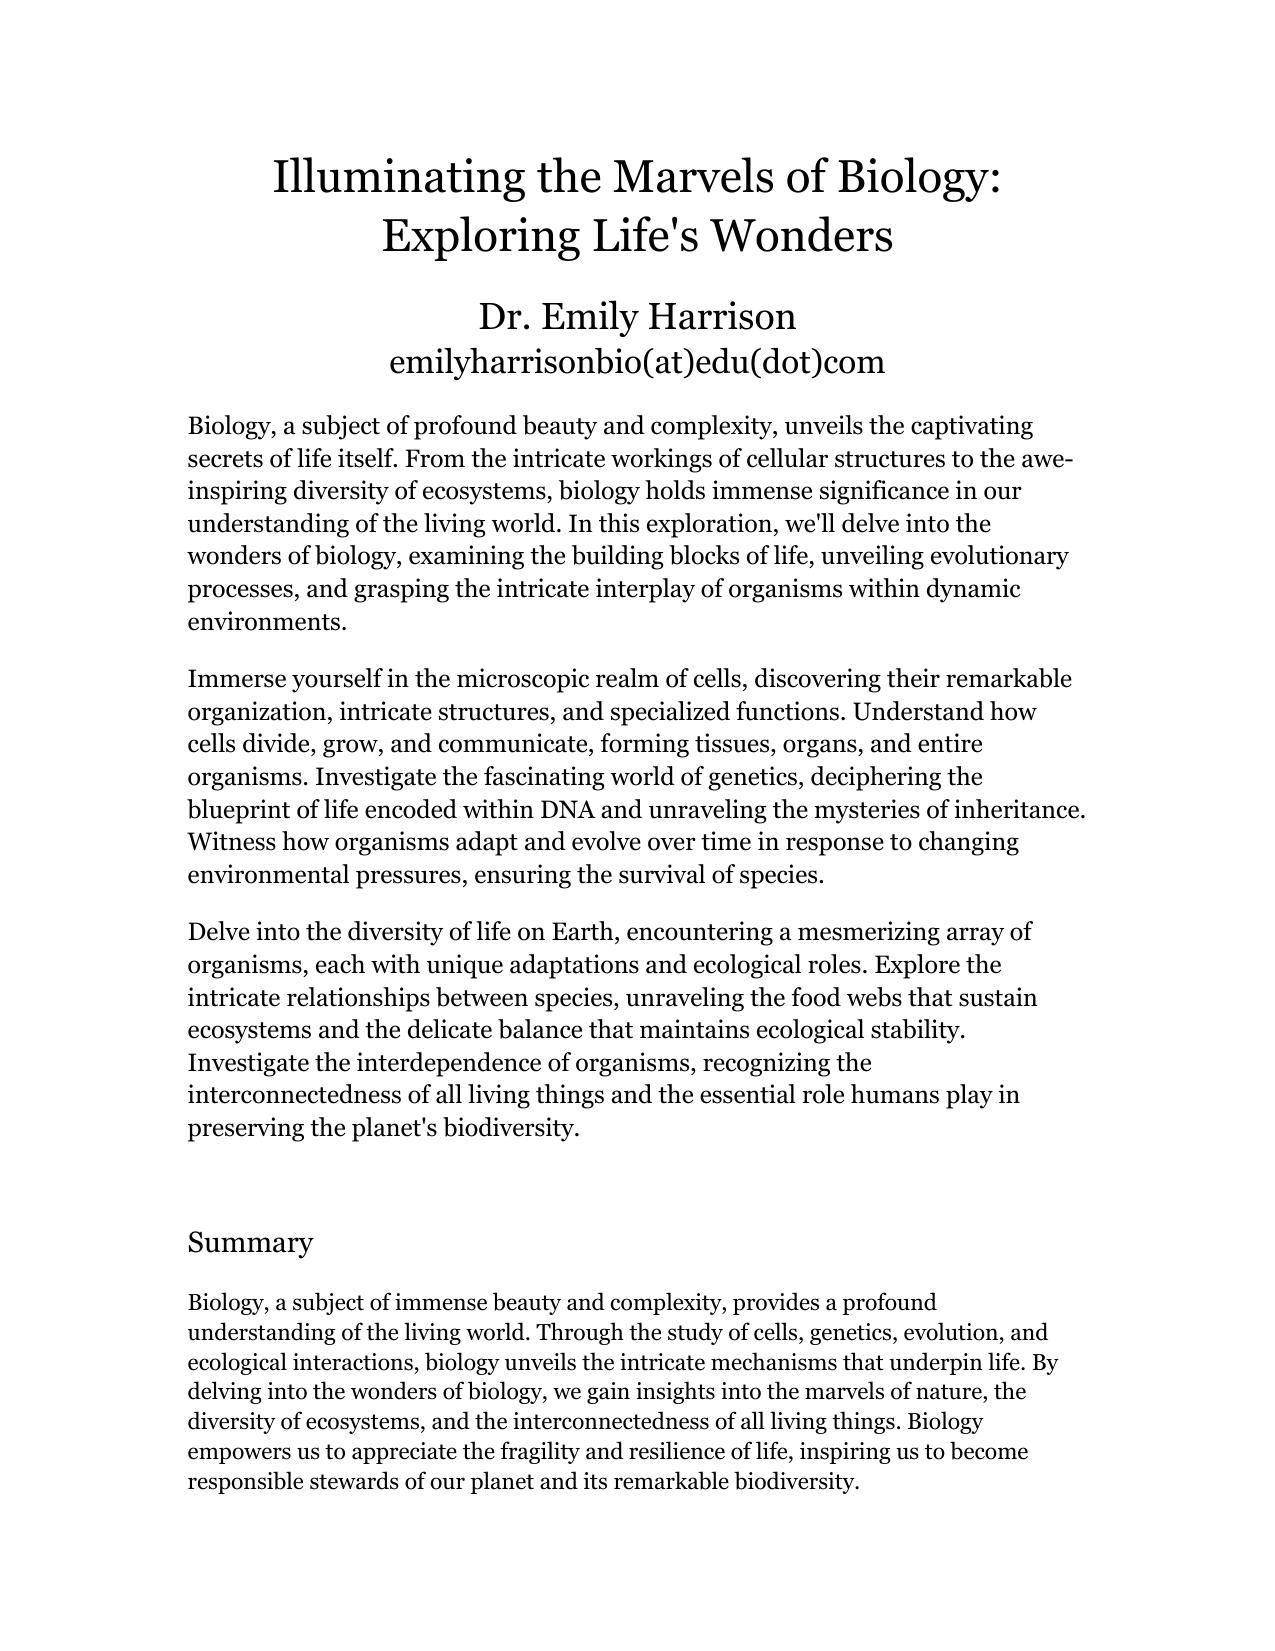 Illuminating the Marvels of Biology:
Exploring Life's Wonders
Dr. Emily Harrison
emilyharrisonbio(at)edu(dot)com
Biology, a subject of profound beauty and complexity, unveils the captivating
secrets of life itself. From the intricate workings of cellular structures to the awe-
inspiring diversity of ecosystems, biology holds immense significance in our
understanding of the living world. In this exploration, we'll delve into the
wonders of biology, examining the building blocks of life, unveiling evolutionary
processes, and grasping the intricate interplay of organisms within dynamic
environments.
Immerse yourself in the microscopic realm of cells, discovering their remarkable
organization, intricate structures, and specialized functions. Understand how
cells divide, grow, and communicate, forming tissues, organs, and entire
organisms. Investigate the fascinating world of genetics, deciphering the
blueprint of life encoded within DNA and unraveling the mysteries of inheritance.
Witness how organisms adapt and evolve over time in response to changing
environmental pressures, ensuring the survival of species.
Delve into the diversity of life on Earth, encountering a mesmerizing array of
organisms, each with unique adaptations and ecological roles. Explore the
intricate relationships between species, unraveling the food webs that sustain
ecosystems and the delicate balance that maintains ecological stability.
Investigate the interdependence of organisms, recognizing the
interconnectedness of all living things and the essential role humans play in
preserving the planet's biodiversity.
Summary
Biology, a subject of immense beauty and complexity, provides a profound
understanding of the living world. Through the study of cells, genetics, evolution, and
ecological interactions, biology unveils the intricate mechanisms that underpin life. By
delving into the wonders of biology, we gain insights into the marvels of nature, the
diversity of ecosystems, and the interconnectedness of all living things. Biology
empowers us to appreciate the fragility and resilience of life, inspiring us to become
responsible stewards of our planet and its remarkable biodiversity.